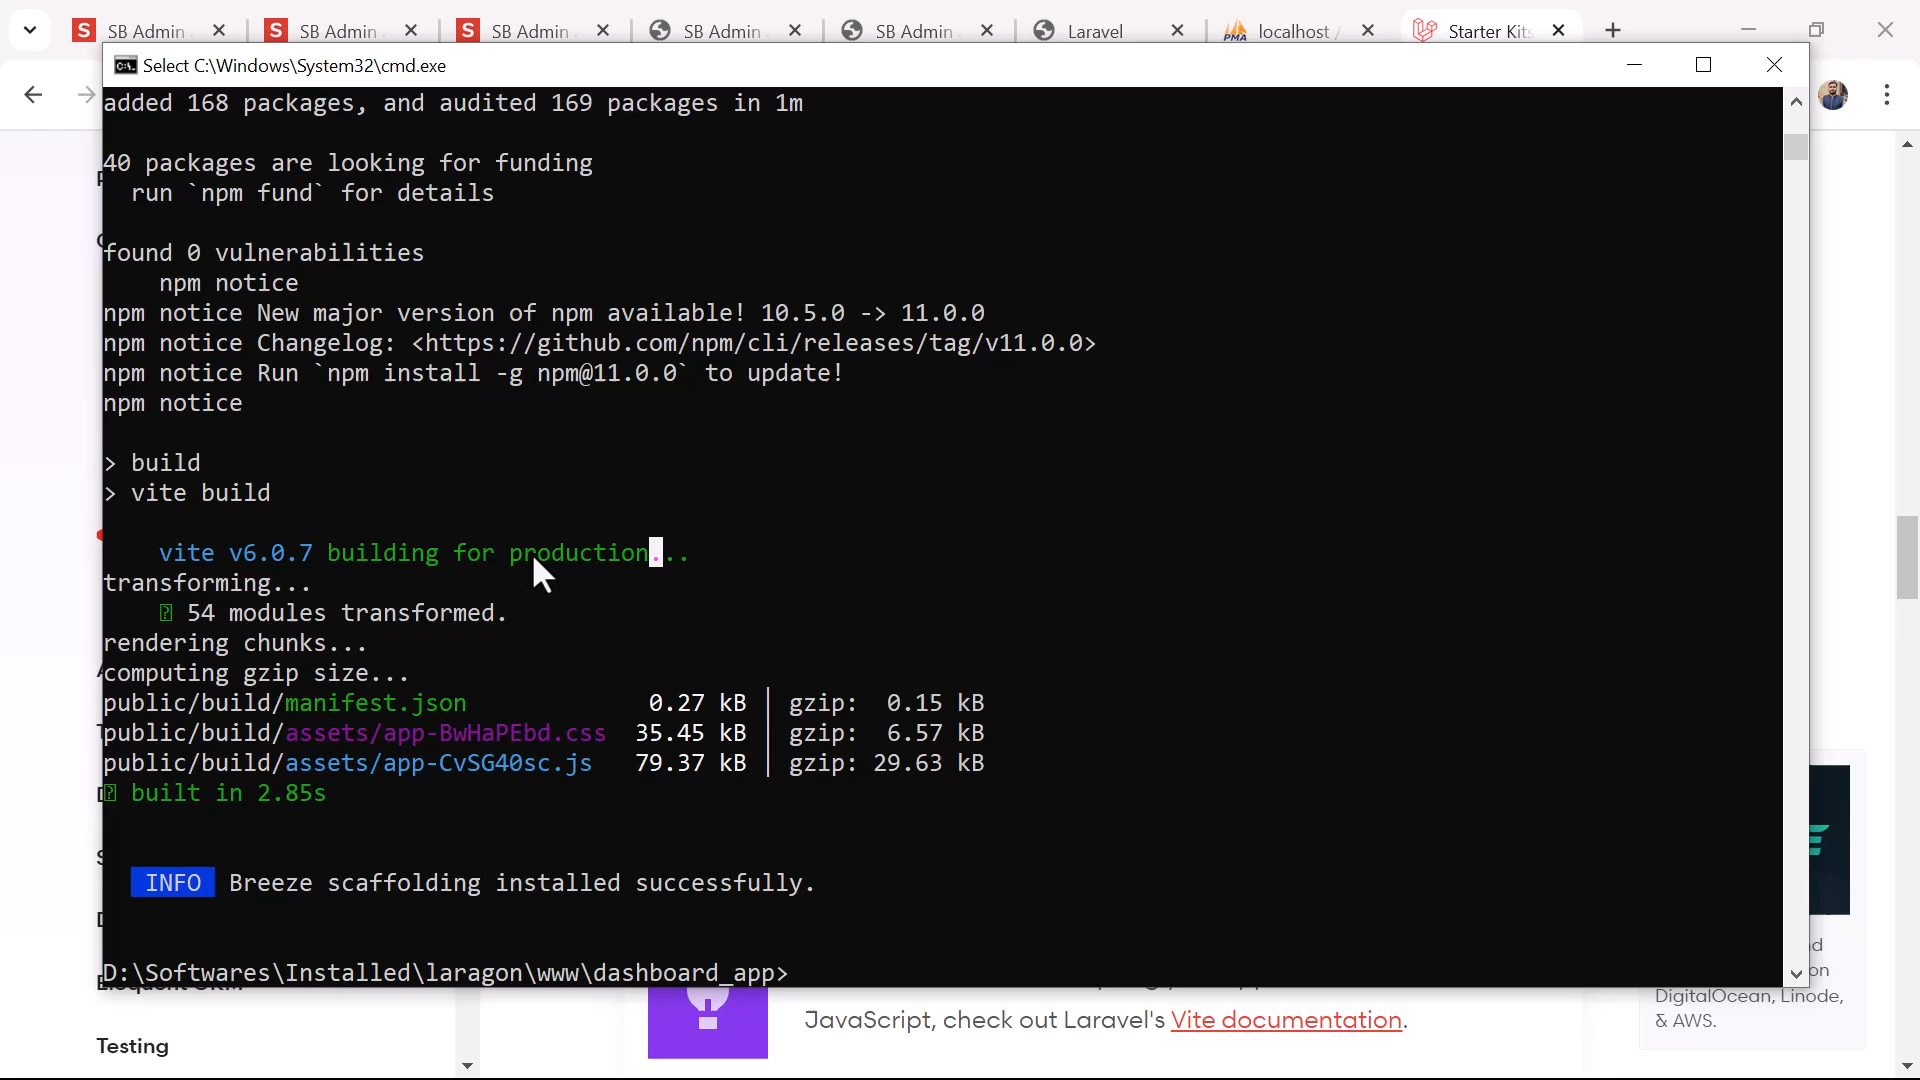 SB Admin
SB Admin
SB Admin
SB Admin
SB Admin
Laravel
localhost /
Starter Kits
Select C:\Windows\System32\cmd.exe
added 168 packages, and audited 169 packages in 1m
40 packages are looking for funding
run `npm fund` for details
found 0 vulnerabilities
npm notice
npm notice New major version of npm available! 10.5.0 -> 11.0.0
npm notice Changelog: <https://github.com/npm/cli/releases/tag/v11.0.0>
npm notice Run `npm install -g npm@11.0.0` to update!
npm notice
> build
> vite build
vite v6.0.7 building for production...
transforming...
54 modules transformed.
rendering chunks...
computing gzip size...
public/build/manifest.json 0.27 kB │ gzip: 0.15 kB
public/build/assets/app-BwHaPEbd.css 35.45 kB │ gzip: 6.57 kB
public/build/assets/app-CvSG40sc.js 79.37 kB │ gzip: 29.63 kB
built in 2.85s
INFO Breeze scaffolding installed successfully.
D:\Softwares\Installed\laragon\www\dashboard_app>
DigitalOcean, Linode,
& AWS.
JavaScript, check out Laravel's Vite documentation.
Testing